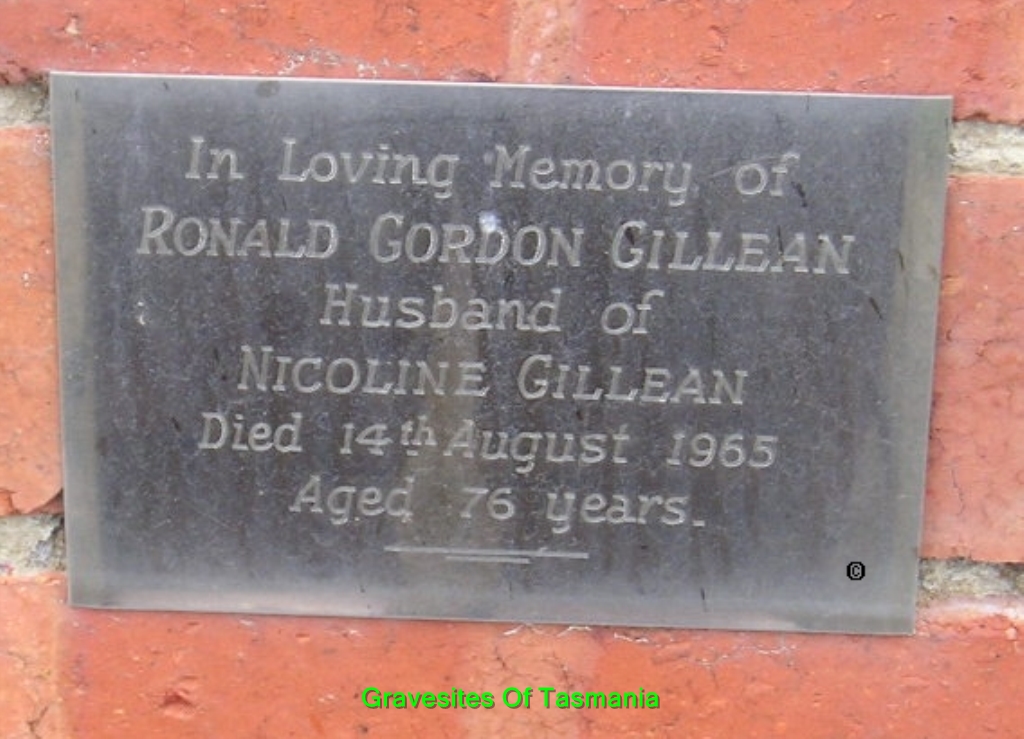 In Loving Memory of
RONALD GORDON GILLEAN
Husband of
NICOLINE GILLEAN
Died 14th August 1965
Aged 76 years.
©
Gravesites Of Tasmania